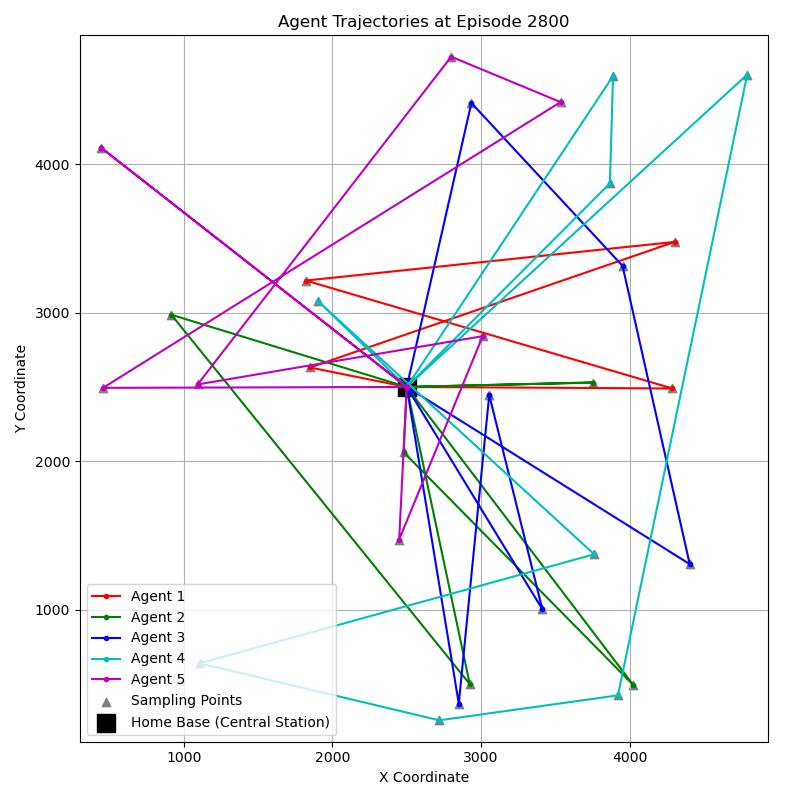 Agent Trajectories at Episode 2800
4000
3000
2000
1000
Y Coordinate
Agent 1
Agent 2
Agent 3
Agent 4
Agent 5
Sampling Points
Home Base (Central Station)
1000
2000
3000
4000
X Coordinate